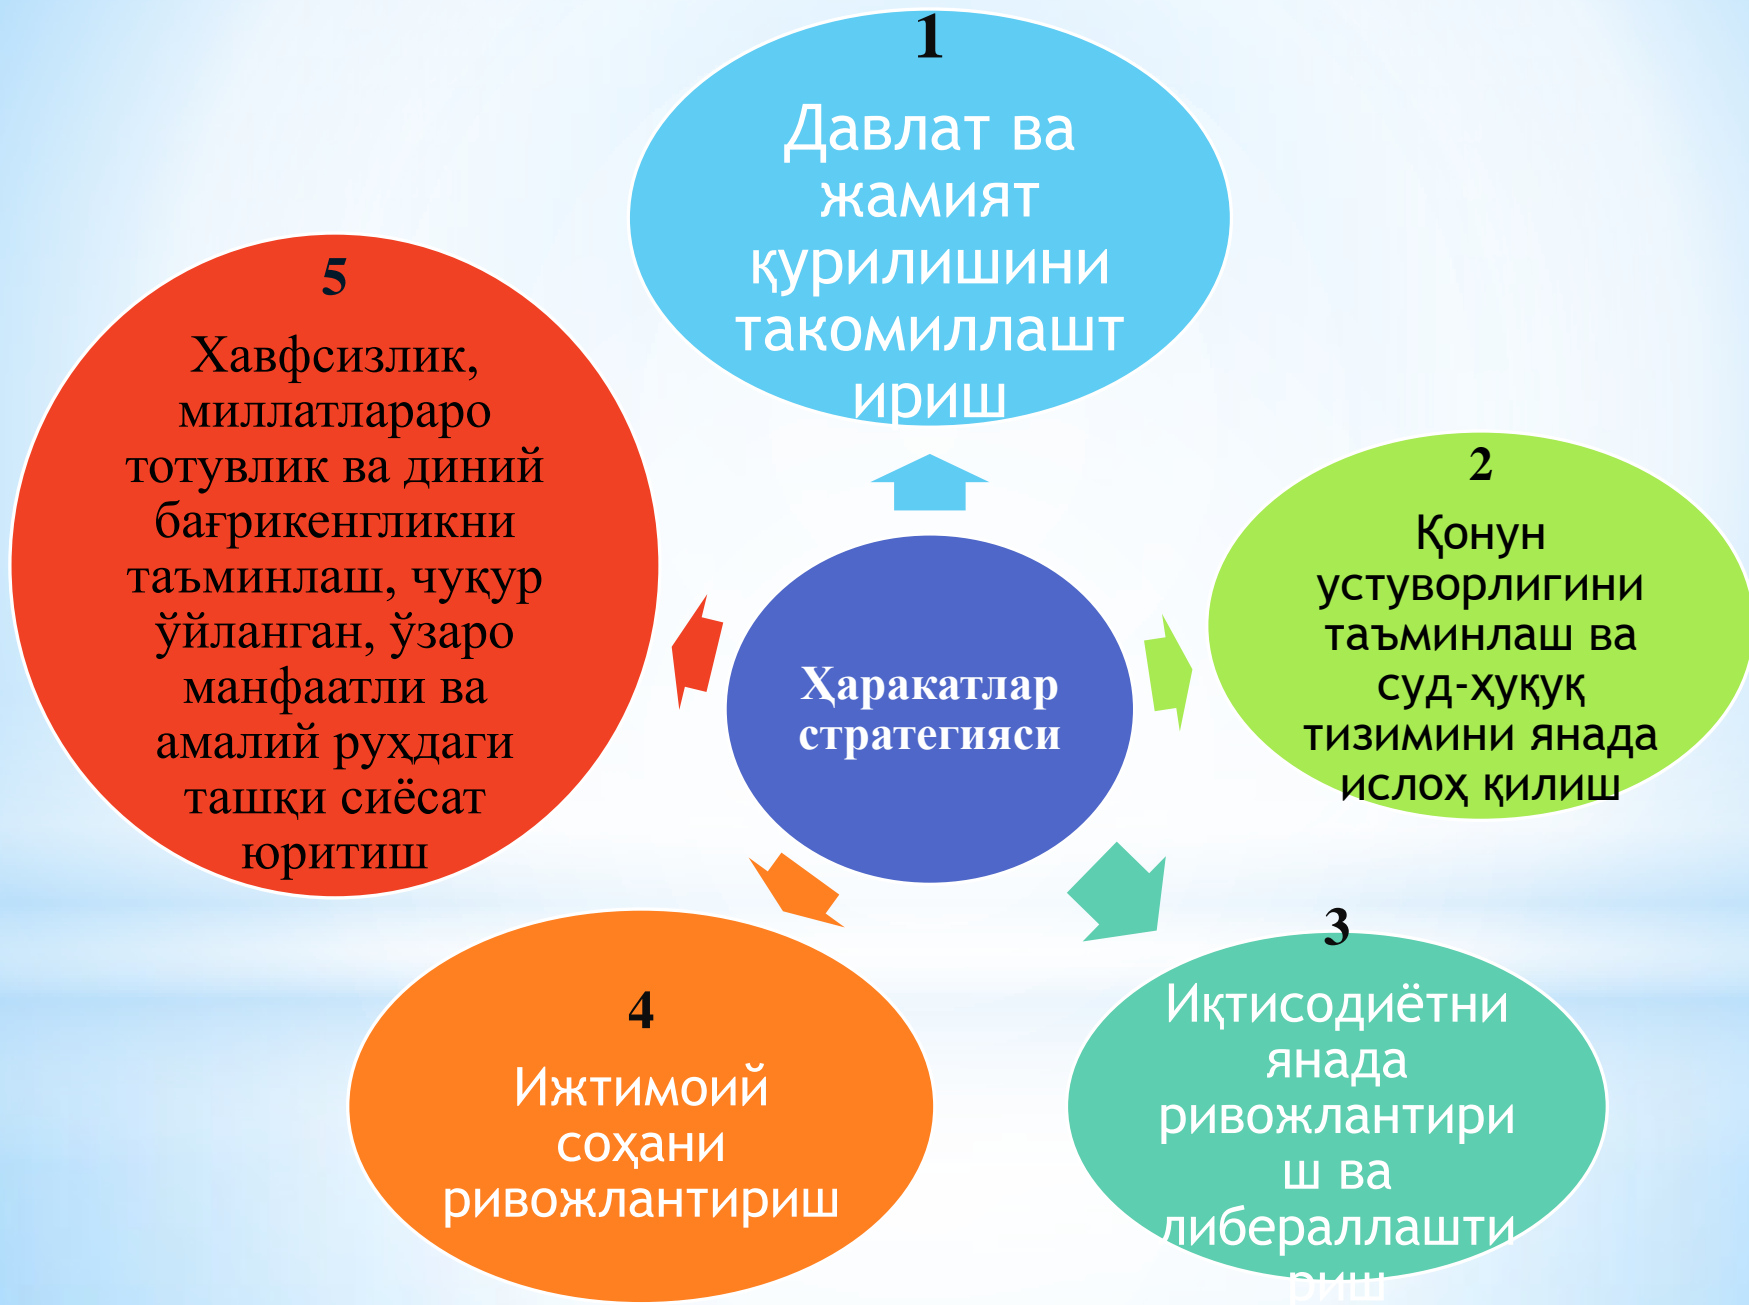 1
Давлат ва
жамият
қурилишини
такомиллашт
ириш
2
Қонун
устуворлигини
таъминлаш ва
суд-ҳуқуқ
тизимини янада
ислоҳ қилиш
3
Иқтисодиётни
янада
ривожлантири
ш ва
либераллашти
риш
4
Ижтимоий
соҳани
ривожлантириш
5
Хавфсизлик,
миллатлараро
тотувлик ва диний
бағрикенгликни
таъминлаш, чуқур
ўйланган, ўзаро
манфаатли ва
амалий руҳдаги
ташқи сиёсат
юритиш
Ҳаракатлар
стратегияси